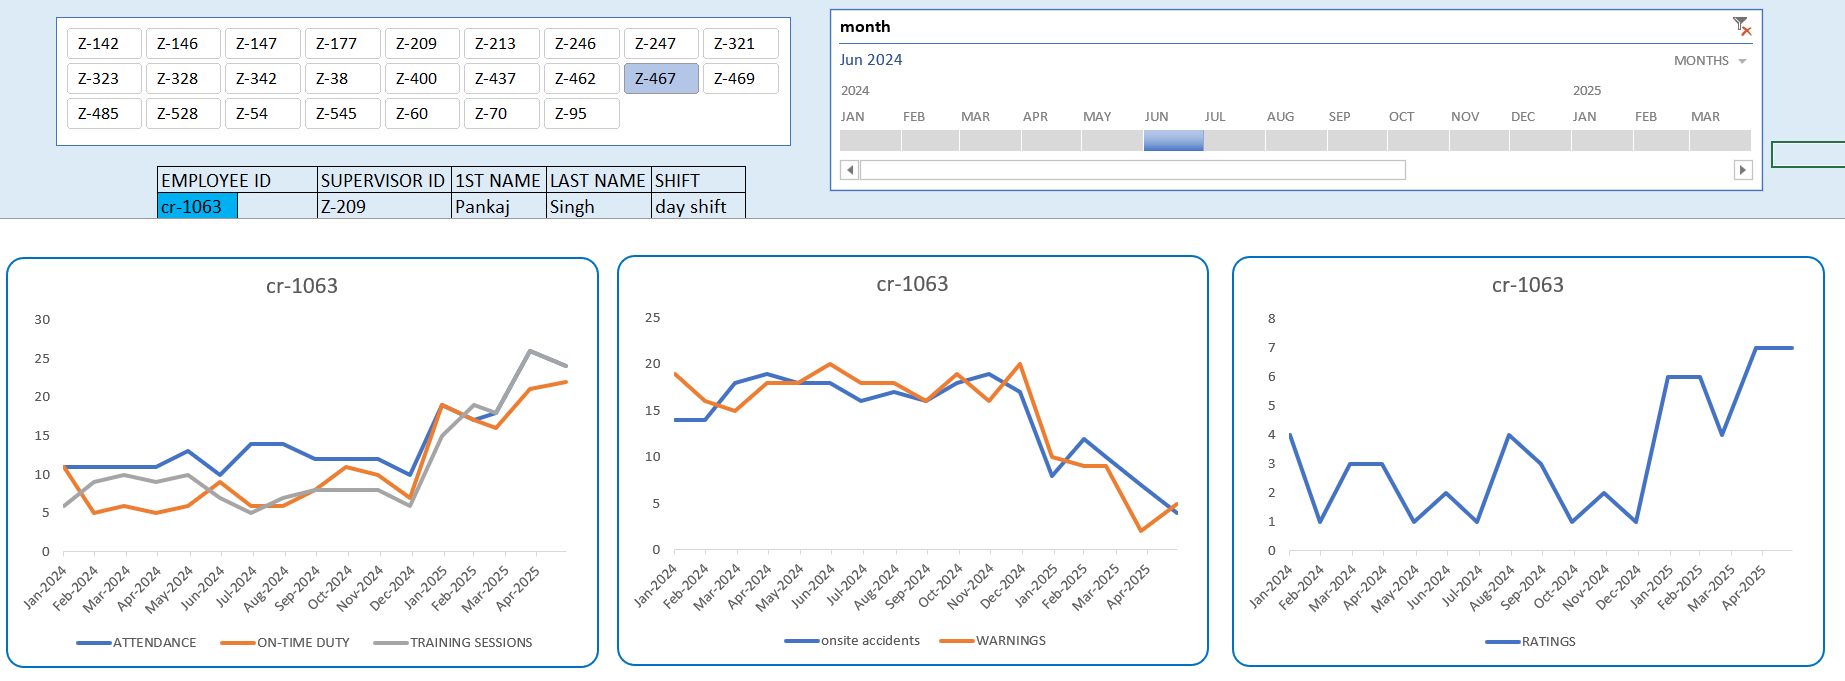 Z-142 Z-146 Z-147 Z-177 Z-209 Z-213 Z-246 Z-247 Z-321
Z-323 Z-328 Z-342 Z-38 Z-400 Z-437 Z-462 Z-467 Z-469
Z-485 Z-528 Z-54 Z-545 Z-60 Z-70 Z-95
month
Jun 2024 MONTHS
2024 2025
JAN FEB MAR APR MAY JUN JUL AUG SEP OCT NOV DEC JAN FEB MAR
EMPLOYEE ID SUPERVISOR ID 1ST NAME LAST NAME SHIFT
cr-1063 Z-209 Pankaj Singh day shift
cr-1063
30
25
20
15
10
5
0
Jan-2024 Feb-2024 Mar-2024 Apr-2024 May-2024 Jun-2024 Jul-2024 Aug-2024 Sep-2024 Oct-2024 Nov-2024 Dec-2024 Jan-2025 Feb-2025 Mar-2025 Apr-2025
ATTENDANCE ON-TIME DUTY TRAINING SESSIONS
cr-1063
25
20
15
10
5
0
Jan-2024 Feb-2024 Mar-2024 Apr-2024 May-2024 Jun-2024 Jul-2024 Aug-2024 Sep-2024 Oct-2024 Nov-2024 Dec-2024 Jan-2025 Feb-2025 Mar-2025 Apr-2025
onsite accidents WARNINGS
cr-1063
8
7
6
5
4
3
2
1
0
Jan-2024 Feb-2024 Mar-2024 Apr-2024 May-2024 Jun-2024 Jul-2024 Aug-2024 Sep-2024 Oct-2024 Nov-2024 Dec-2024 Jan-2025 Feb-2025 Mar-2025 Apr-2025
RATINGS